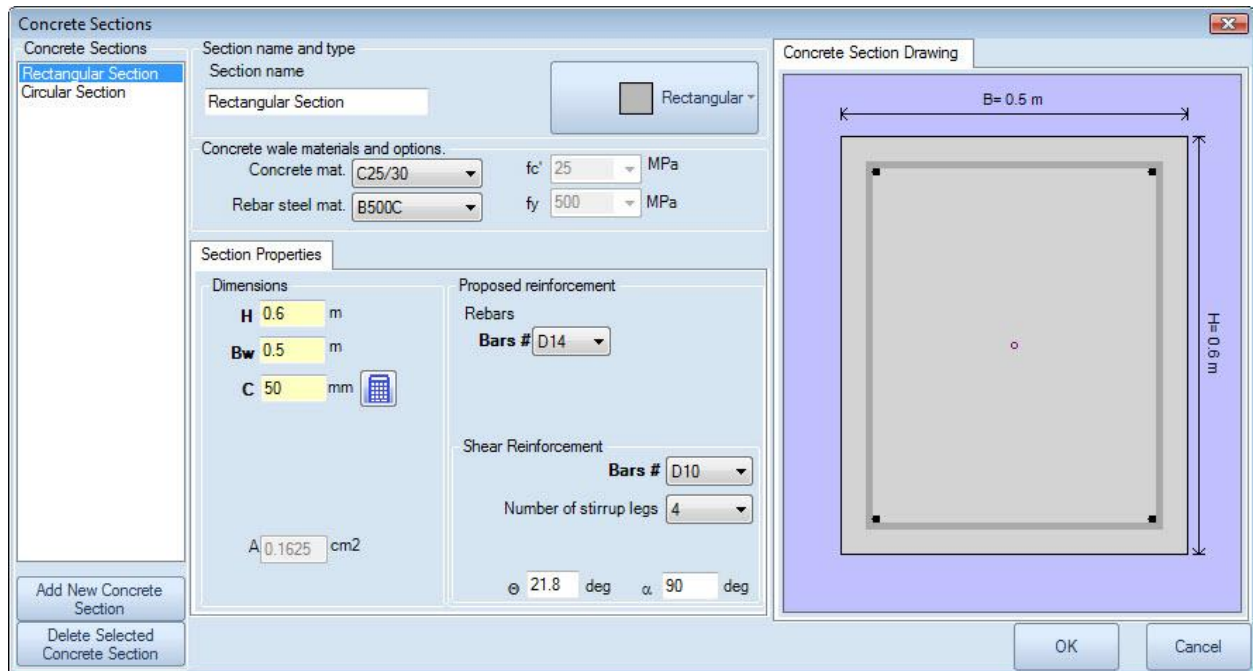 Concrete Sections
Concrete Sections
Rectangular Section
Circular Section
Add New Concrete
Section
Delete Selected
Concrete Section
Section name and type
Section name
Rectangular Section
Rectangular
Concrete wale materials and options.
Concrete mat. C25/30 fc' 25 MPa
Rebar steel mat. B500C fy 500 MPa
Section Properties
Dimensions
H 0.6 m
Bw 0.5 m
C 50 mm
A 0.1625 cm2
Proposed reinforcement
Rebars
Bars # D14
Shear Reinforcement
Bars # D10
Number of stirrup legs 4
Θ 21.8 deg α 90 deg
Concrete Section Drawing
B= 0.5 m
H= 0.6 m
OK Cancel